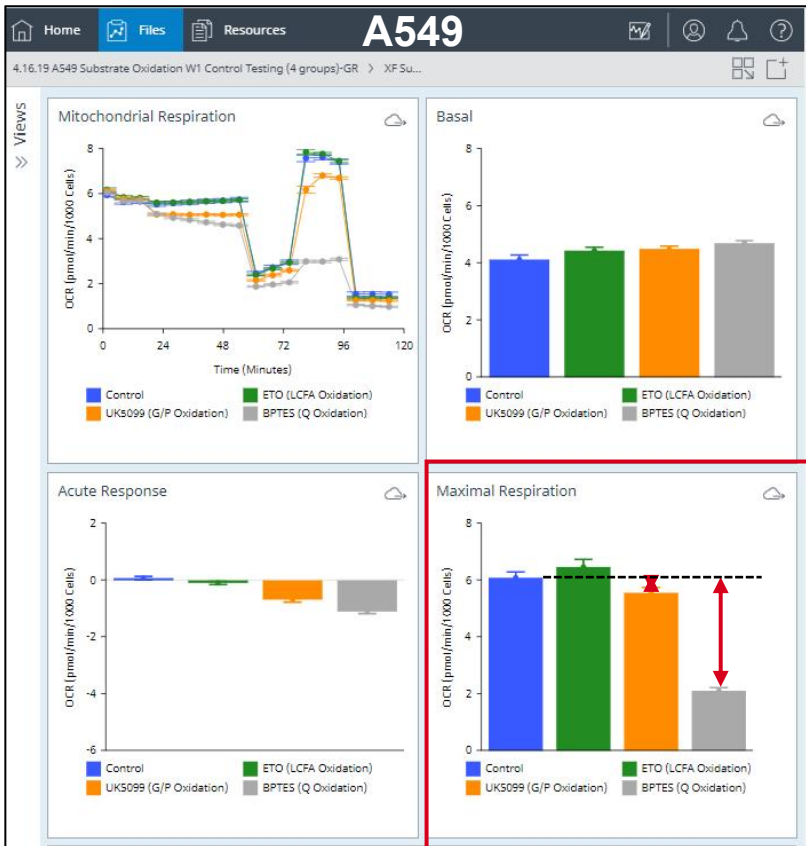 Home Files Resources A549
4.16.19 A549 Substrate Oxidation W1 Control Testing (4 groups)-GR > XF Su...
Views
Mitochondrial Respiration
OCR (pmol/min/1000 Cells)
8
6
4
2
0
0 24 48 72 96 120
Time (Minutes)
Control ETO (LCFA Oxidation)
UK5099 (G/P Oxidation) BPTES (Q Oxidation)
Basal
OCR (pmol/min/1000 Cells)
8
6
4
2
0
Control ETO (LCFA Oxidation)
UK5099 (G/P Oxidation) BPTES (Q Oxidation)
Acute Response
OCR (pmol/min/1000 Cells)
2
0
-2
-4
-6
Control ETO (LCFA Oxidation)
UK5099 (G/P Oxidation) BPTES (Q Oxidation)
Maximal Respiration
OCR (pmol/min/1000 Cells)
8
6
4
2
0
Control ETO (LCFA Oxidation)
UK5099 (G/P Oxidation) BPTES (Q Oxidation)